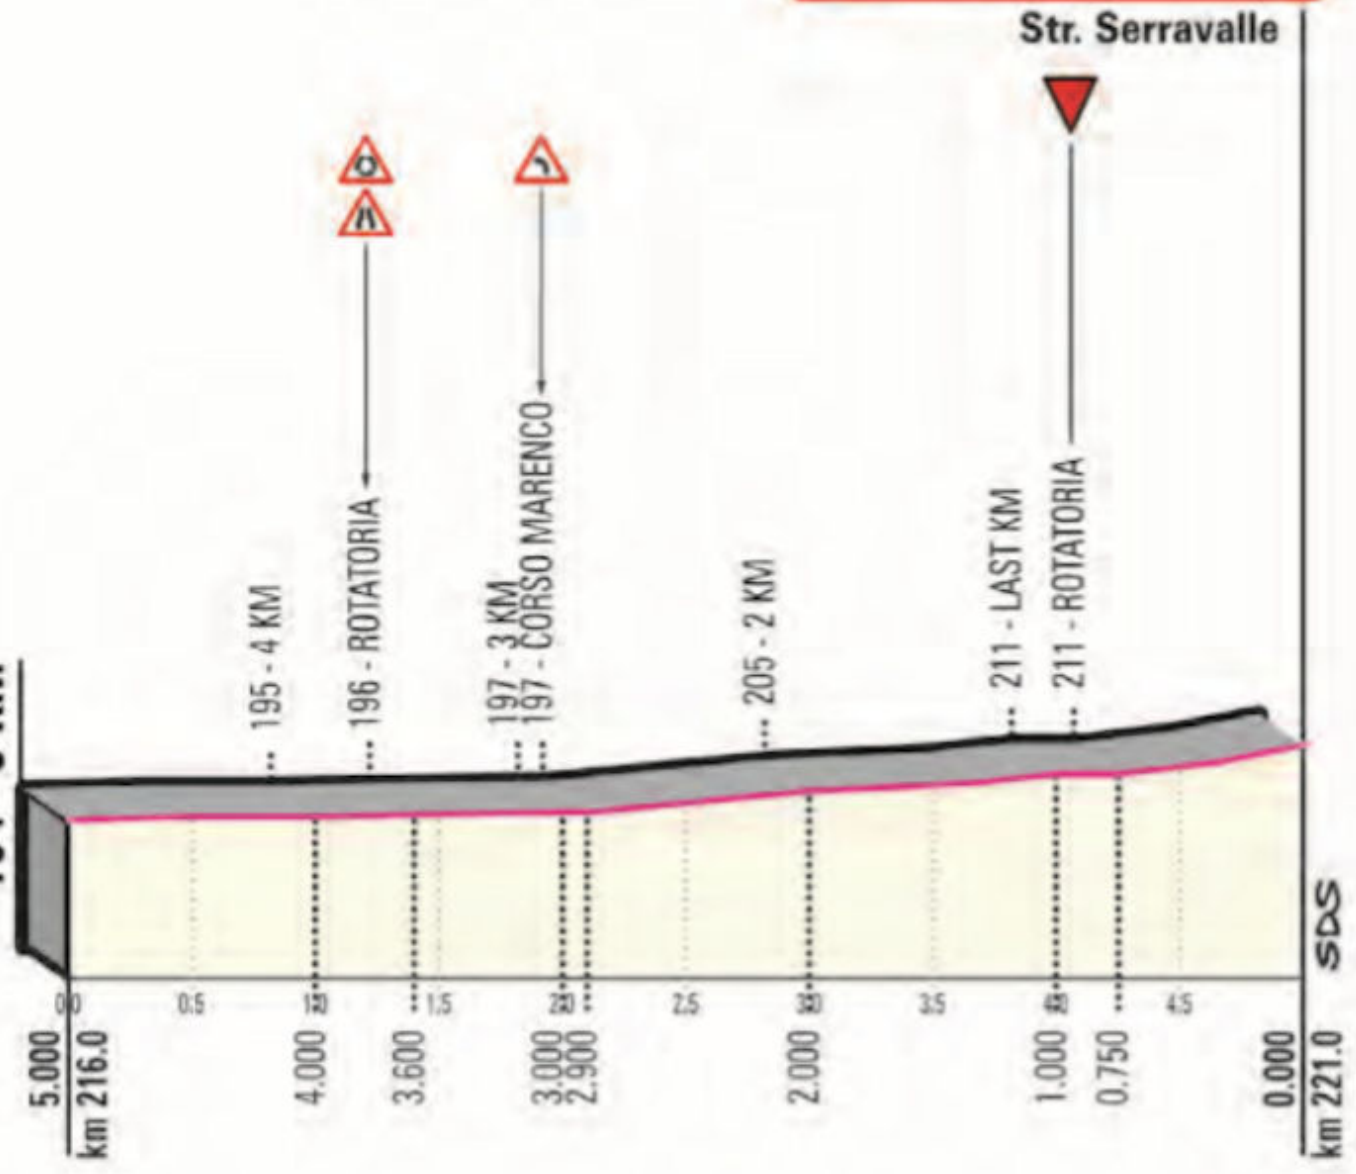 Str. Serravalle
195 - 4 KM
196 - ROTATORIA
197 - 3 KM
197 - CORSO MARENCO
205 - 2 KM
211 - LAST KM
211 - ROTATORIA
SDS
0.0 0.5 1.0 1.5 2.0 2.5 3.0 3.5 4.0 4.5
5.000
4.000
3.600
3.000
2.900
2.000
1.000
0.750
0.000
km 216.0
km 221.0